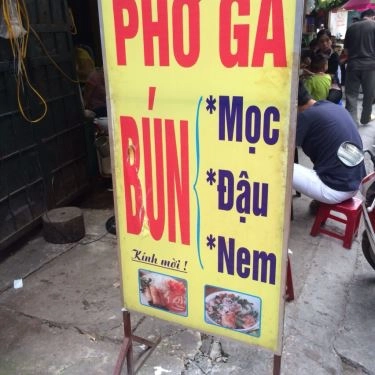 PHỞ GÀ
BÚN
*Mọc
*Đậu
*Nem
Kính mời !